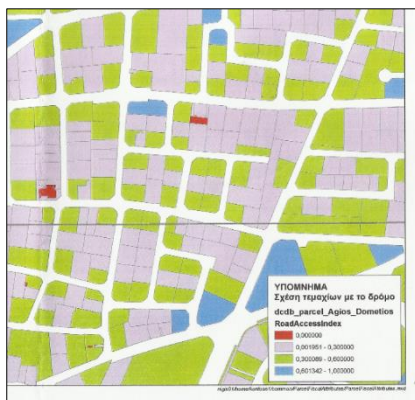 ΥΠΟΜΝΗΜΑ
Σχέση τεμαχίων με το δρόμο
dcdb_parcel_Agios_Dometios
RoadAccessIndex
0,000000
0,001951 - 0,300000
0,300089 - 0,600000
0,601342 - 1,000000